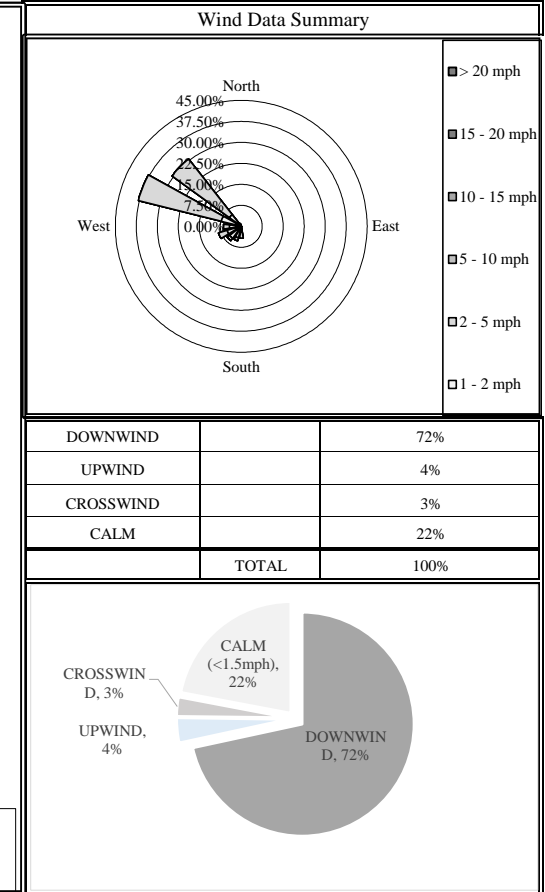 Wind Data Summary
North
45.00%
37.50%
30.00%
22.50%
15.00%
7.50%
0.00%
West
East
South
> 20 mph
15 - 20 mph
10 - 15 mph
5 - 10 mph
2 - 5 mph
1 - 2 mph
DOWNWIND 72%
UPWIND 4%
CROSSWIND 3%
CALM 22%
TOTAL 100%
CALM
(<1.5mph),
22%
CROSSWIN
D, 3%
UPWIND,
4%
DOWNWIN
D, 72%